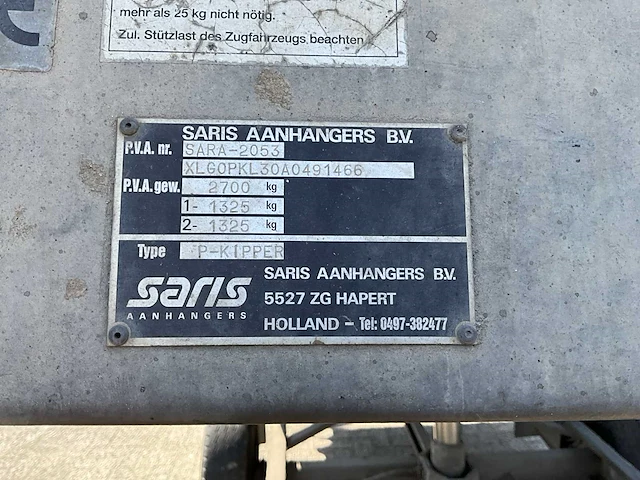 mehr als 25 kg nicht nötig.
Zul. Stützlast des Zugfahrzeugs beachten
SARIS AANHANGERS B.V.
P.V.A. nr. SARA-2053
XLG0PKL30A0491466
P.V.A. gew. 2700 kg
1- 1325 kg
2- 1325 kg
Type P-KIPPER
saris
AANHANGERS
SARIS AANHANGERS B.V.
5527 ZG HAPERT
HOLLAND - Tel: 0497-382477